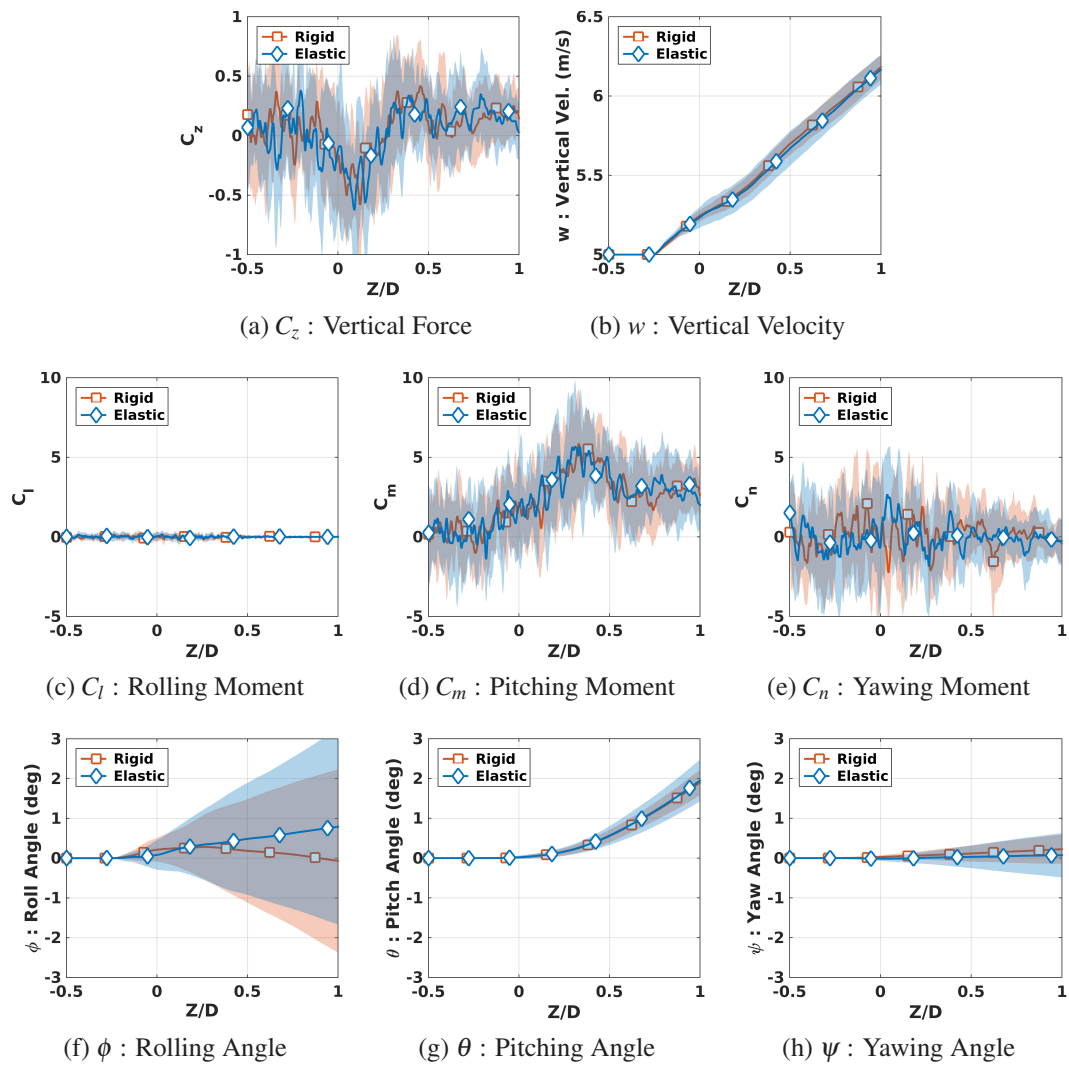 Rigid
Elastic
1
0.5
0
-0.5
-1
C_z
-0.5 0 0.5 1
Z/D
(a) C_z : Vertical Force
Rigid
Elastic
6.5
6
5.5
5
w : Vertical Vel. (m/s)
-0.5 0 0.5 1
Z/D
(b) w : Vertical Velocity
Rigid
Elastic
10
5
0
-5
C_l
-0.5 0 0.5 1
Z/D
(c) C_l : Rolling Moment
Rigid
Elastic
10
5
0
-5
C_m
-0.5 0 0.5 1
Z/D
(d) C_m : Pitching Moment
Rigid
Elastic
10
5
0
-5
C_n
-0.5 0 0.5 1
Z/D
(e) C_n : Yawing Moment
Rigid
Elastic
3
2
1
0
-1
-2
-3
ϕ : Roll Angle (deg)
-0.5 0 0.5 1
Z/D
(f) ϕ : Rolling Angle
Rigid
Elastic
3
2
1
0
-1
-2
-3
θ : Pitch Angle (deg)
-0.5 0 0.5 1
Z/D
(g) θ : Pitching Angle
Rigid
Elastic
3
2
1
0
-1
-2
-3
ψ : Yaw Angle (deg)
-0.5 0 0.5 1
Z/D
(h) ψ : Yawing Angle